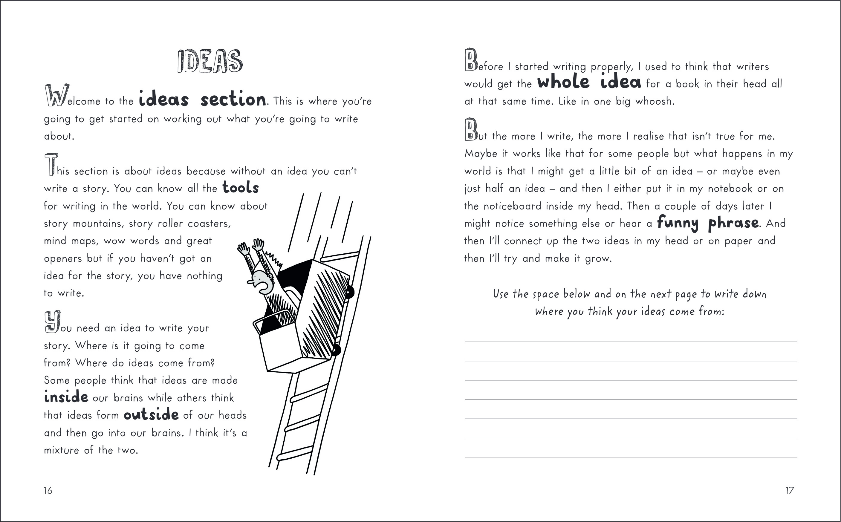 IDEAS
Welcome to the ideas section. This is where you're
going to get started on working out what you're going to write
about.
This section is about ideas because without an idea you can't
write a story. You can know all the tools
for writing in the world. You can know about
story mountains, story roller coasters,
mind maps, wow words and great
openers but if you haven't got an
idea for the story, you have nothing
to write.
You need an idea to write your
story. Where is it going to come
from? Where do ideas come from?
Some people think that ideas are made
inside our brains while others think
that ideas form outside of our heads
and then go into our brains. I think it's a
mixture of the two.
16
Before I started writing properly, I used to think that writers
would get the whole idea for a book in their head all
at that same time. Like in one big whoosh.
But the more I write, the more I realise that isn't true for me.
Maybe it works like that for some people but what happens in my
world is that I might get a little bit of an idea – or maybe even
just half an idea – and then I either put it in my notebook or on
the noticeboard inside my head. Then a couple of days later I
might notice something else or hear a funny phrase. And
then I'll connect up the two ideas in my head or on paper and
then I'll try and make it grow.
Use the space below and on the next page to write down
where you think your ideas come from:
17